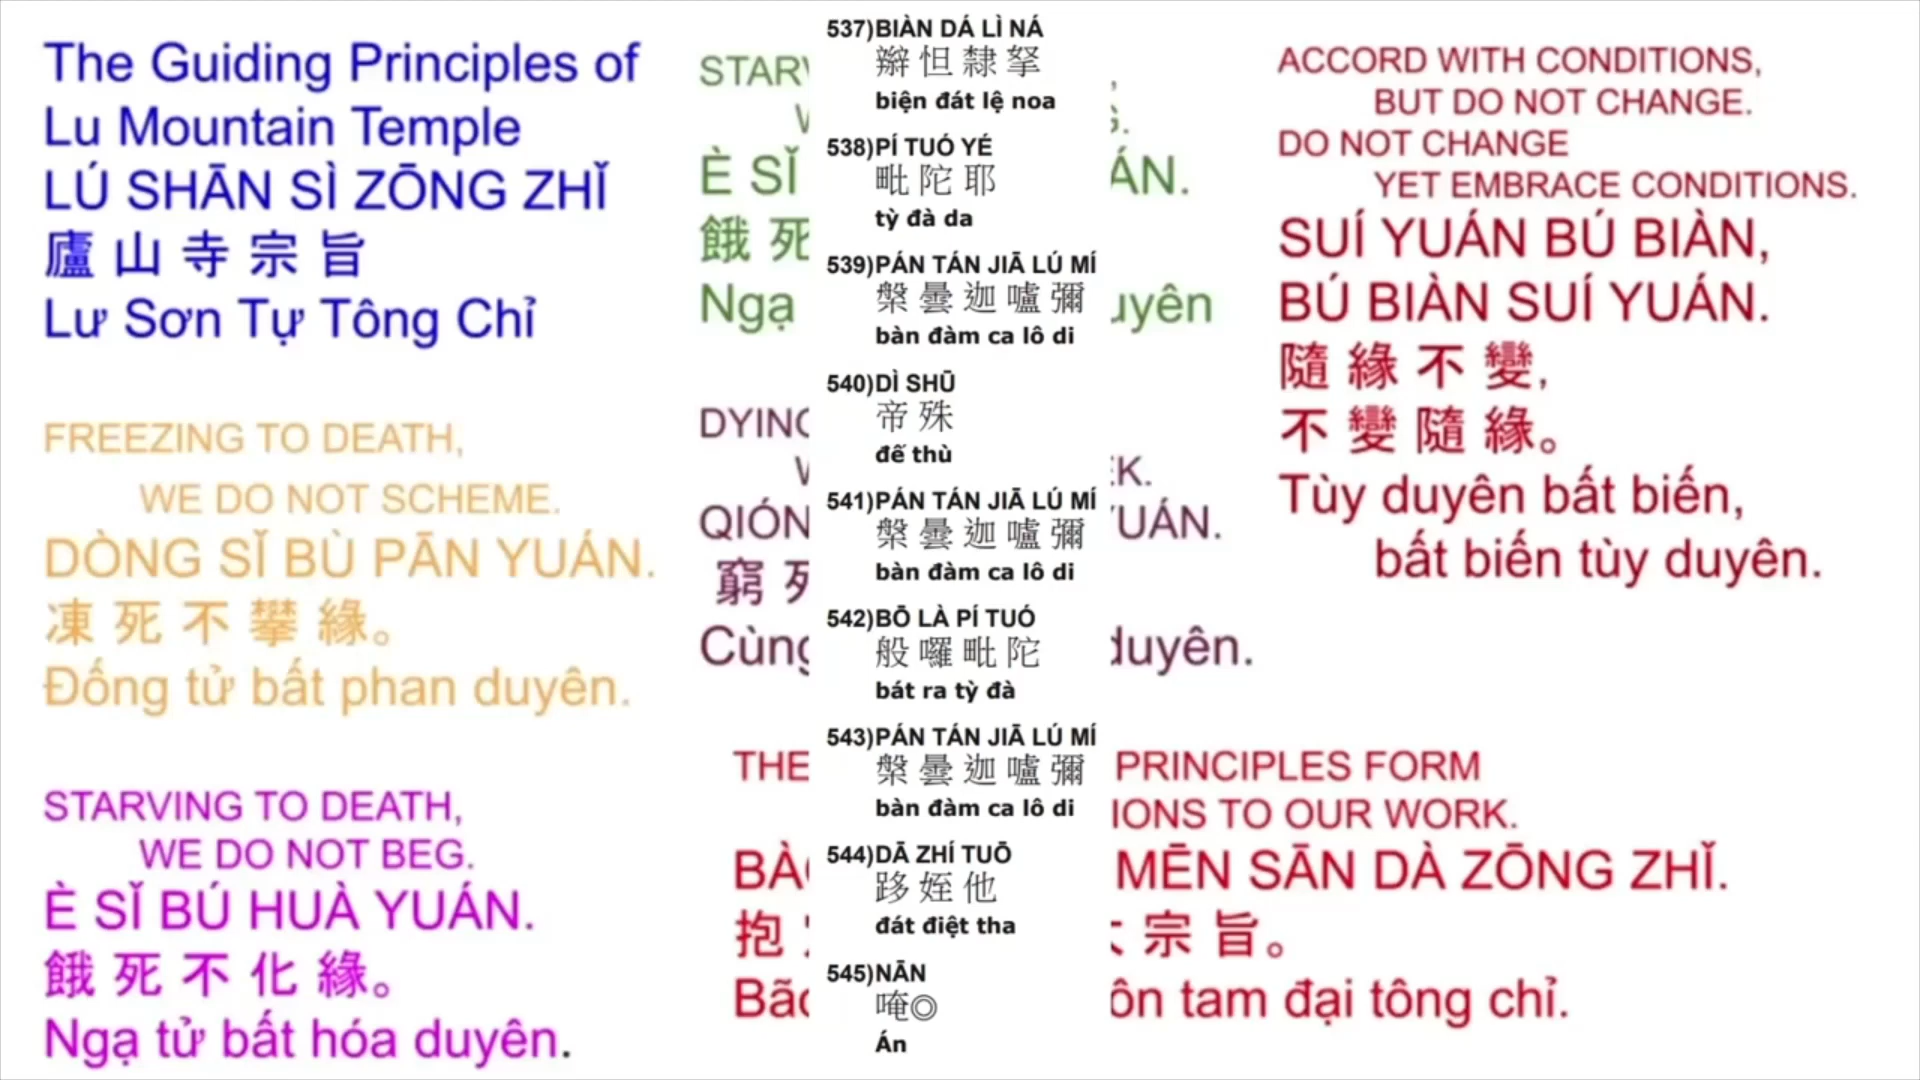 The Guiding Principles of
Lu Mountain Temple
LÚ SHĀN SÌ ZŌNG ZHǏ
廬 山 寺 宗 旨
Lư Sơn Tự Tông Chỉ
FREEZING TO DEATH,
WE DO NOT SCHEME.
DÒNG SǏ BÙ PĀN YUÁN.
凍 死 不 攀 緣。
Đống tử bất phan duyên.
STARVING TO DEATH,
WE DO NOT BEG.
È SǏ BÚ HUÀ YUÁN.
餓 死 不 化 緣。
Ngạ tử bất hóa duyên.
È SǏ
餓 死
Ngạ
窮 死
THE
抱
537)BIÀN DÁ LÌ NÁ
辮 怛 隸 拏
biện đát lệ noa
538)PÍ TUÓ YÉ
毗 陀 耶
tỳ đà da
539)PÁN TÁN JIĀ LÚ MÍ
槃 曇 迦 嚧 彌
bàn đàm ca lô di
540)DÌ SHŪ
帝 殊
đế thù
541)PÁN TÁN JIĀ LÚ MÍ
槃 曇 迦 嚧 彌
bàn đàm ca lô di
542)BŌ LÀ PÍ TUÓ
般 囉 毗 陀
bát ra tỳ đà
543)PÁN TÁN JIĀ LÚ MÍ
槃 曇 迦 嚧 彌
bàn đàm ca lô di
544)DĀ ZHÍ TUŌ
跢 姪 他
đát điệt tha
545)NĀN
唵◎
Án
duyên.
PRINCIPLES FORM
TO OUR WORK.
MĒN SĀN DÀ ZŌNG ZHǏ.
宗 旨。
tam đại tông chỉ.
ACCORD WITH CONDITIONS,
BUT DO NOT CHANGE.
DO NOT CHANGE
YET EMBRACE CONDITIONS.
SUÍ YUÁN BÚ BIÀN,
BÚ BIÀN SUÍ YUÁN.
隨 緣 不 變,
不 變 隨 緣。
Tùy duyên bất biến,
bất biến tùy duyên.